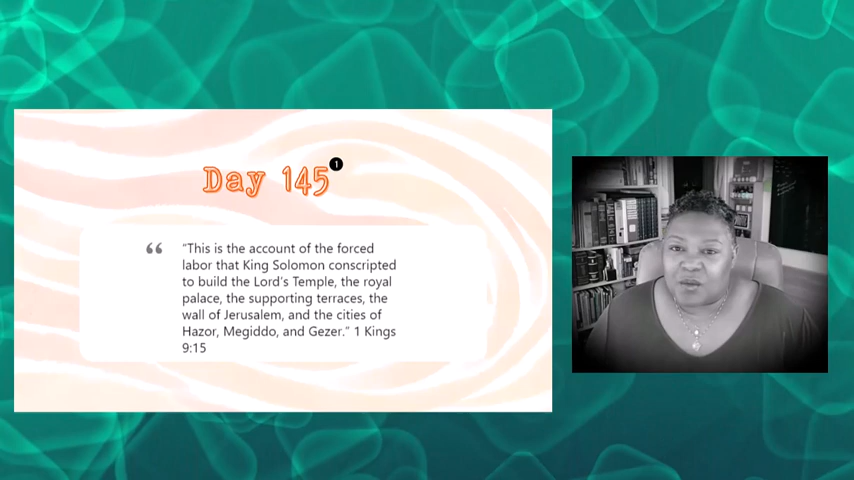 Day 145
1
“
“This is the account of the forced
labor that King Solomon conscripted
to build the Lord's Temple, the royal
palace, the supporting terraces, the
wall of Jerusalem, and the cities of
Hazor, Megiddo, and Gezer.” 1 Kings
9:15